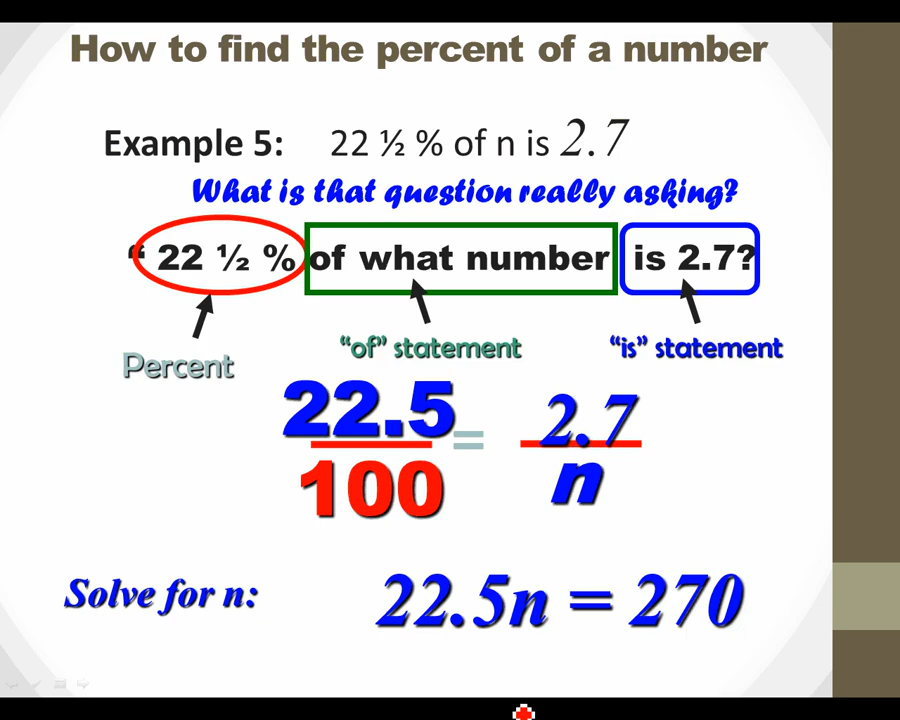 How to find the percent of a number
Example 5: 22 ½ % of n is 2.7
What is that question really asking?
“ 22 ½ % of what number is 2.7?
Percent
“of” statement
“is” statement
22.5
100
=
2.7
n
Solve for n: 22.5n = 270